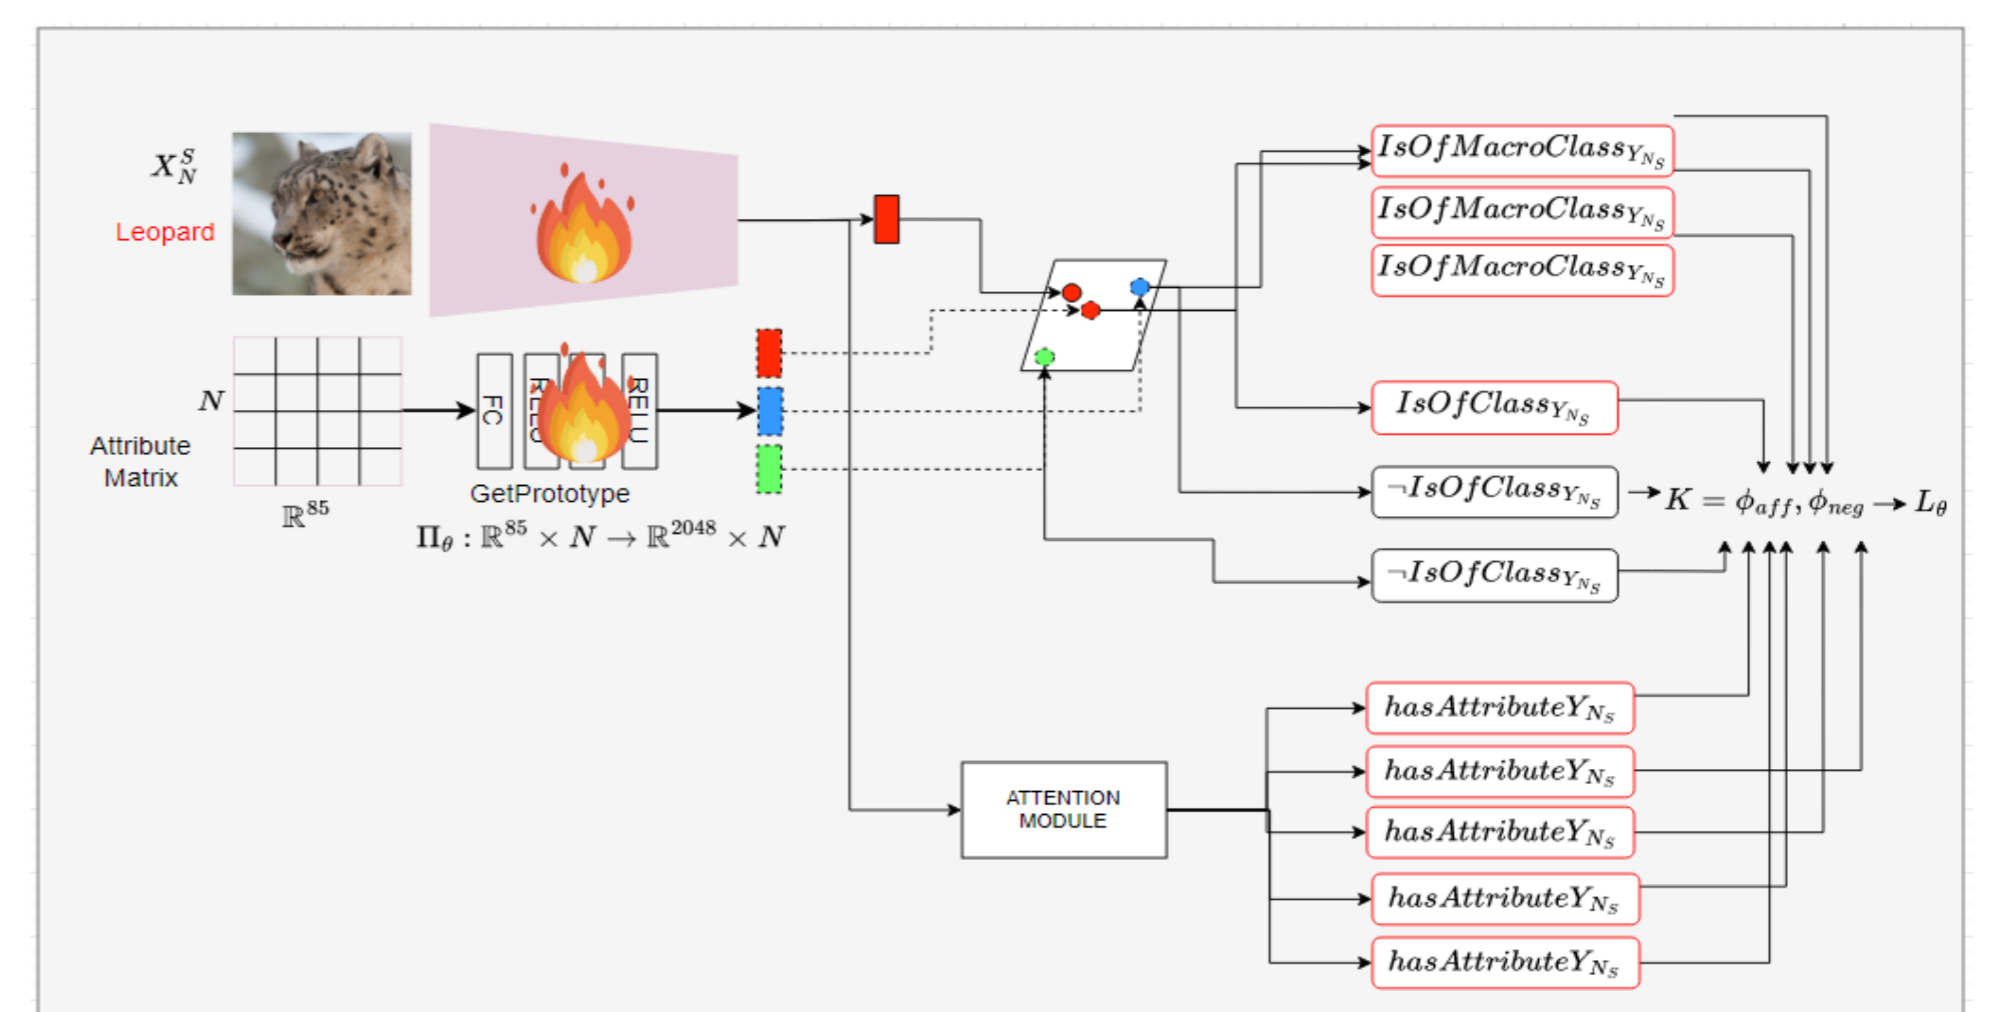 X_N^S
Leopard
N
Attribute
Matrix
ℝ^85
FC
RELU
RELU
GetPrototype
Π_θ : ℝ^85 × N → ℝ^2048 × N
IsOfMacroClass_{Y_{N_S}}
IsOfMacroClass_{Y_{N_S}}
IsOfMacroClass_{Y_{N_S}}
IsOfClass_{Y_{N_S}}
¬IsOfClass_{Y_{N_S}}
K = ϕ_aff, ϕ_neg → L_θ
¬IsOfClass_{Y_{N_S}}
ATTENTION
MODULE
hasAttributeY_{N_S}
hasAttributeY_{N_S}
hasAttributeY_{N_S}
hasAttributeY_{N_S}
hasAttributeY_{N_S}